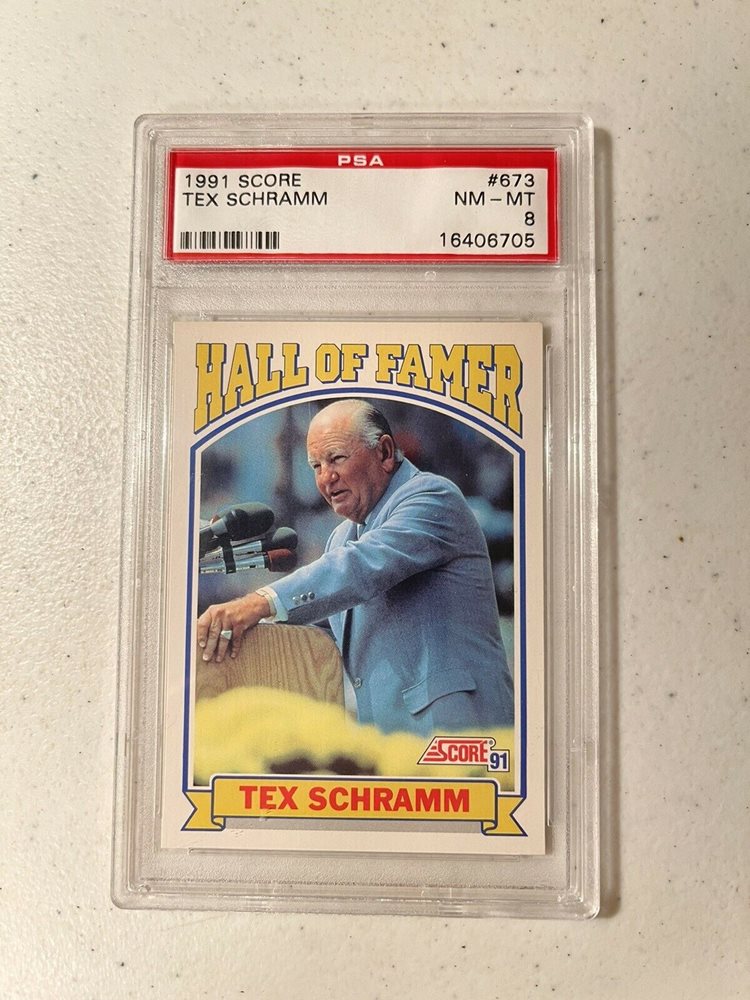 PSA
1991 SCORE #673
TEX SCHRAMM NM – MT
8
16406705
HALL OF FAMER
SCORE® 91
TEX SCHRAMM